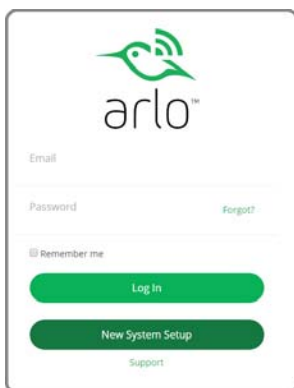 arlo™
Email
Password Forgot?
Remember me
Log In
New System Setup
Support